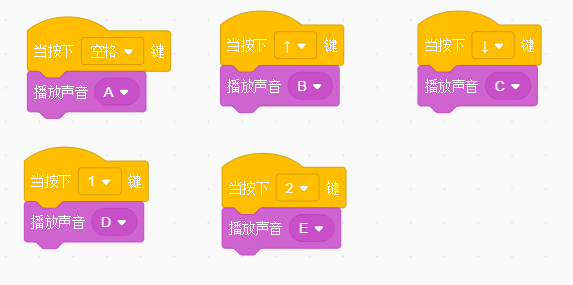 当按下 空格 键
播放声音 A
当按下 ↑ 键
播放声音 B
当按下 ↓ 键
播放声音 C
当按下 1 键
播放声音 D
当按下 2 键
播放声音 E